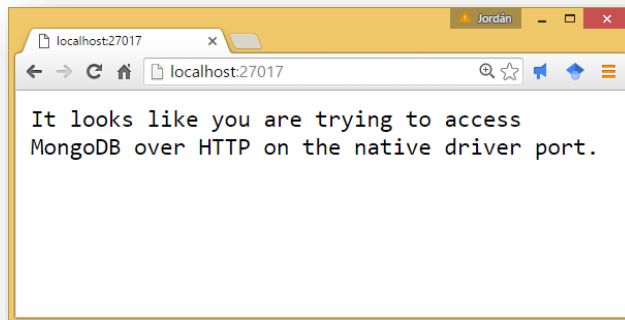 Jordán
localhost:27017
localhost:27017
It looks like you are trying to access
MongoDB over HTTP on the native driver port.